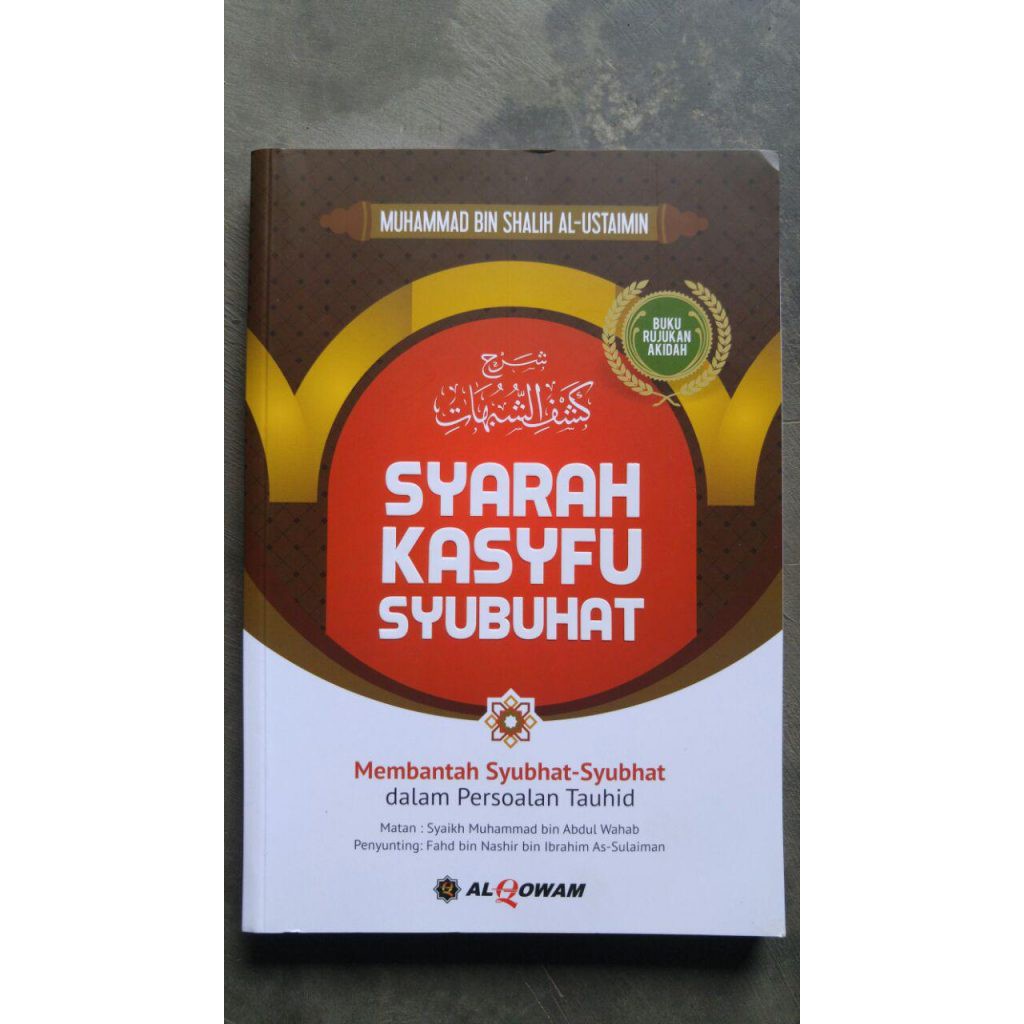 MUHAMMAD BIN SHALIH AL-USTAIMIN
BUKU
RUJUKAN
AKIDAH
شرح
كشف الشبهات
SYARAH
KASYFU
SYUBUHAT
Membantah Syubhat-Syubhat
dalam Persoalan Tauhid
Matan : Syaikh Muhammad bin Abdul Wahab
Penyunting: Fahd bin Nashir bin Ibrahim As-Sulaiman
ALQOWAM